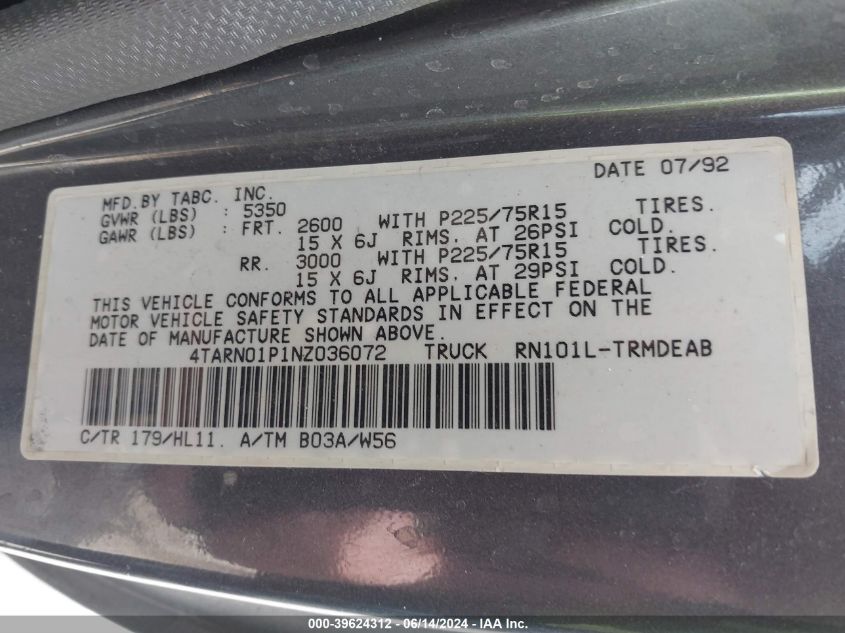 DATE 07/92
MFD.BY TABC. INC.
GVWR (LBS) : 5350
GAWR (LBS) : FRT. 2600 WITH P225/75R15 TIRES.
15 X 6J RIMS. AT 26PSI COLD.
RR. 3000 WITH P225/75R15 TIRES.
15 X 6J RIMS. AT 29PSI COLD.
THIS VEHICLE CONFORMS TO ALL APPLICABLE FEDERAL
MOTOR VEHICLE SAFETY STANDARDS IN EFFECT ON THE
DATE OF MANUFACTURE SHOWN ABOVE.
4TARN01P1NZ036072 TRUCK RN101L-TRMDEAB
C/TR 179/HL11. A/TM B03A/W56
000-39624312 - 06/14/2024 - IAA Inc.